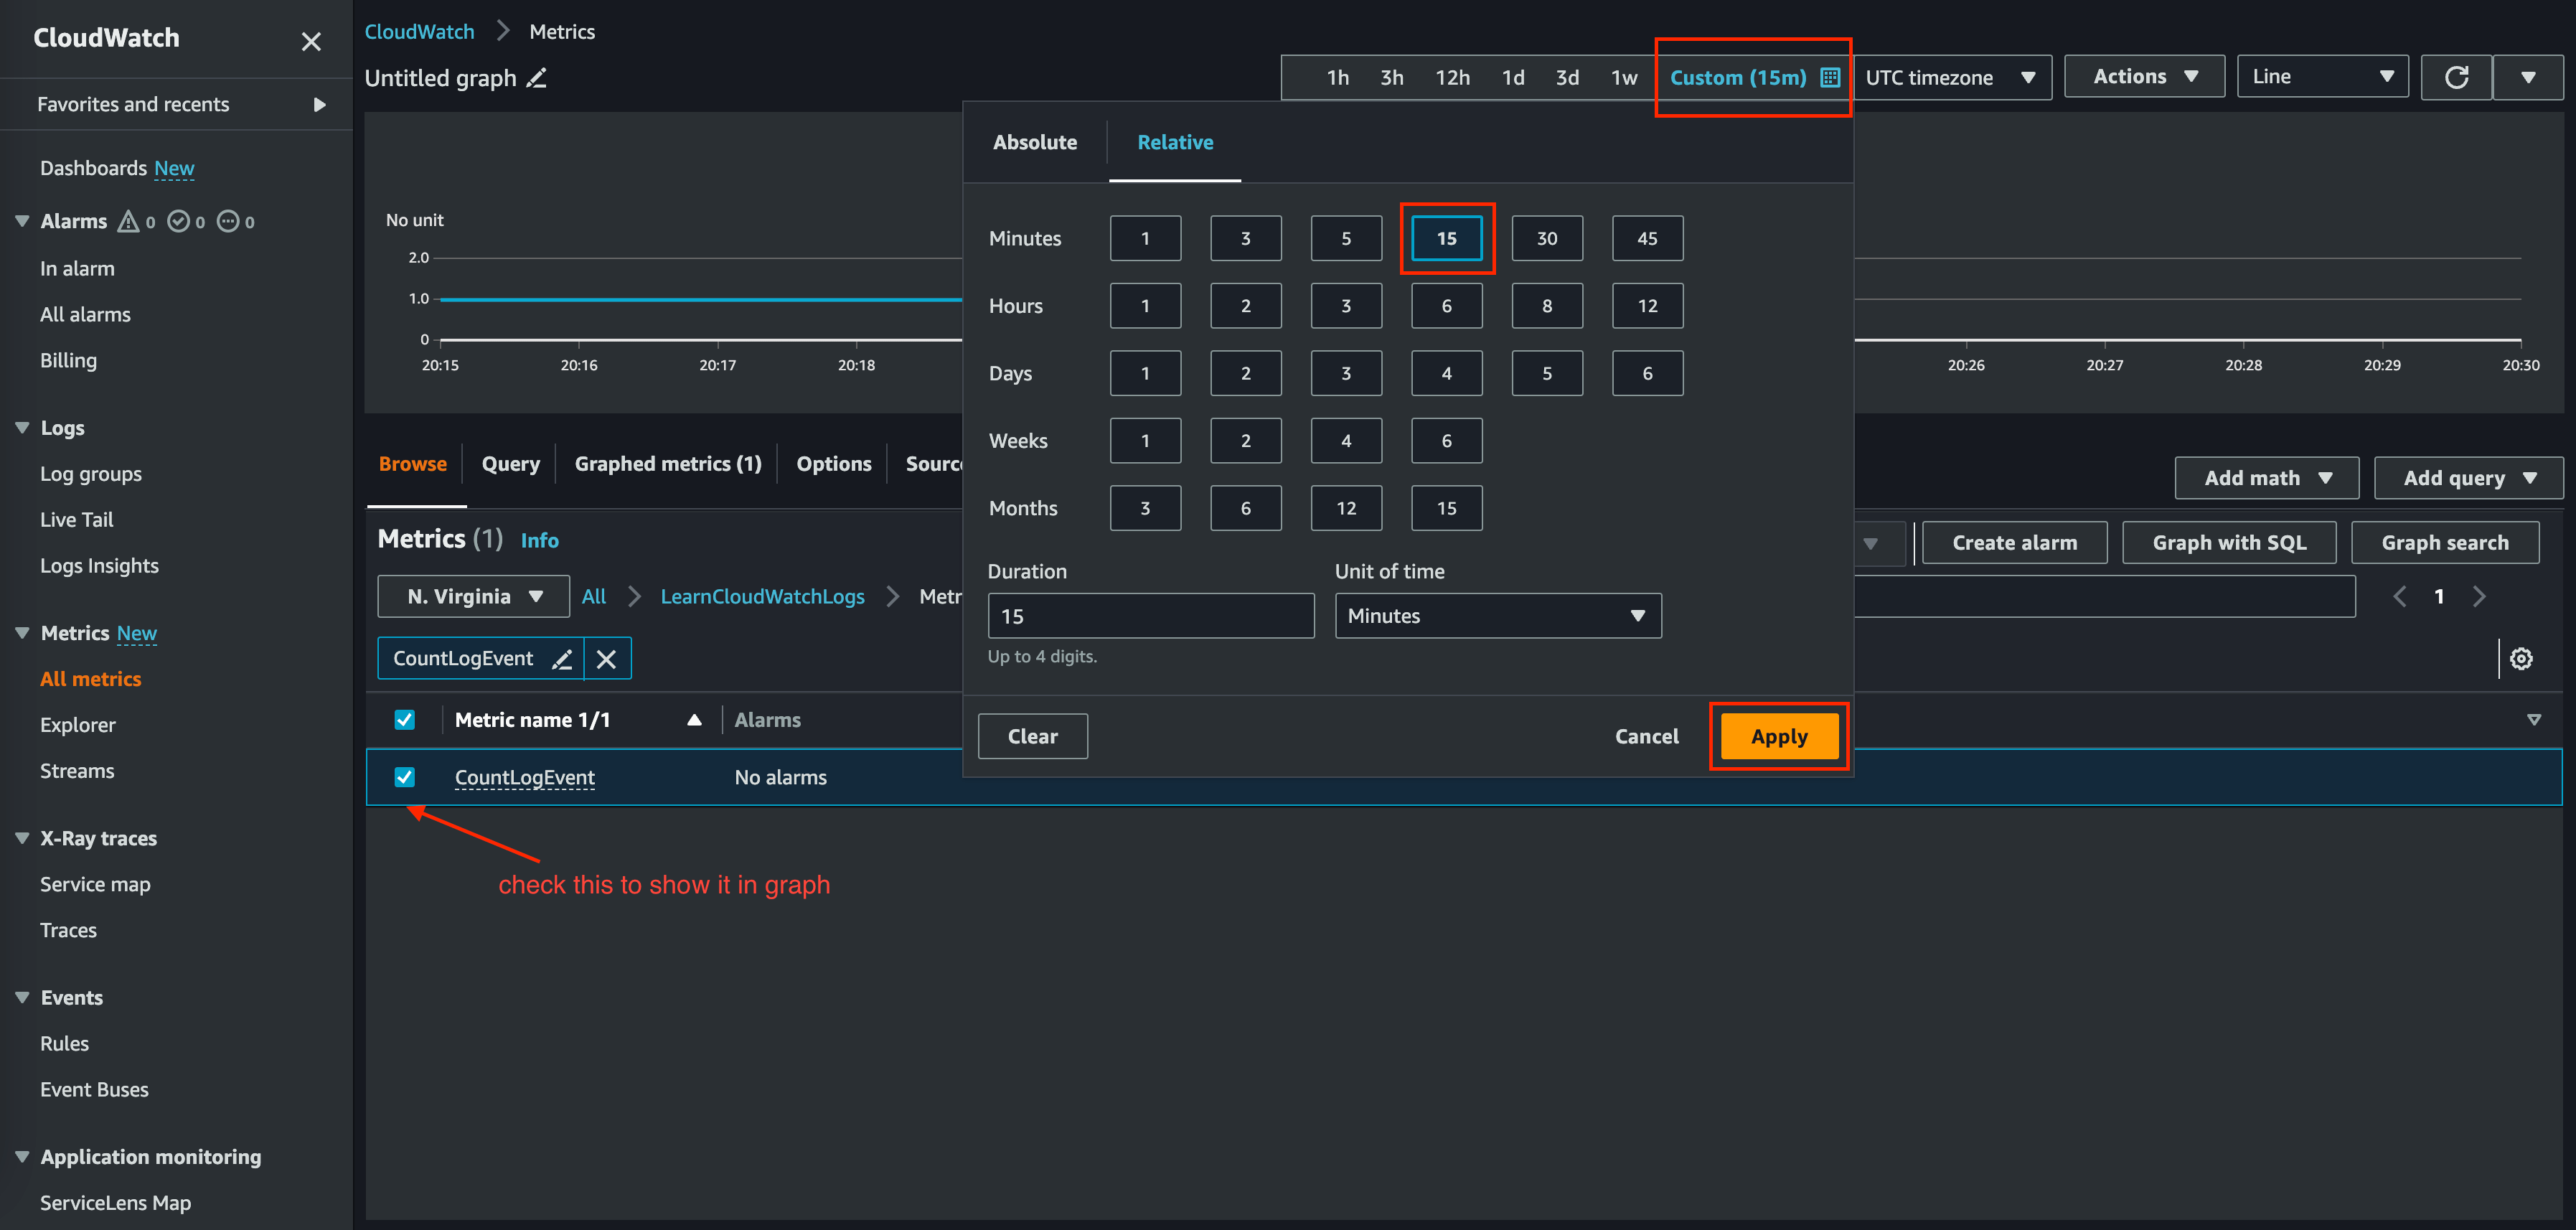 CloudWatch
Favorites and recents
Dashboards New
Alarms 0 0 0
In alarm
All alarms
Billing
Logs
Log groups
Live Tail
Logs Insights
Metrics New
All metrics
Explorer
Streams
X-Ray traces
Service map
Traces
Events
Rules
Event Buses
Application monitoring
ServiceLens Map
CloudWatch Metrics
Untitled graph
1h 3h 12h 1d 3d 1w Custom (15m) UTC timezone Actions Line
No unit
2.0
1.0
0
20:15 20:16 20:17 20:18 20:26 20:27 20:28 20:29 20:30
Absolute Relative
Minutes 1 3 5 15 30 45
Hours 1 2 3 6 8 12
Days 1 2 3 4 5 6
Weeks 1 2 4 6
Months 3 6 12 15
Duration Unit of time
15 Minutes
Up to 4 digits.
Clear Cancel Apply
Browse Query Graphed metrics (1) Options Sourc
Add math Add query
Metrics (1) Info
Create alarm Graph with SQL Graph search
N. Virginia All LearnCloudWatchLogs Metr
1
CountLogEvent
Metric name 1/1 Alarms
CountLogEvent No alarms
check this to show it in graph